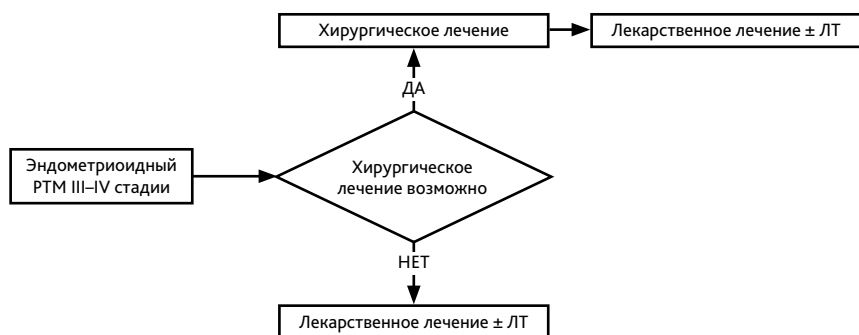 Хирургическое лечение
Лекарственное лечение ± ЛТ
ДА
Эндометриоидный
РТМ III–IV стадии
Хирургическое
лечение возможно
НЕТ
Лекарственное лечение ± ЛТ